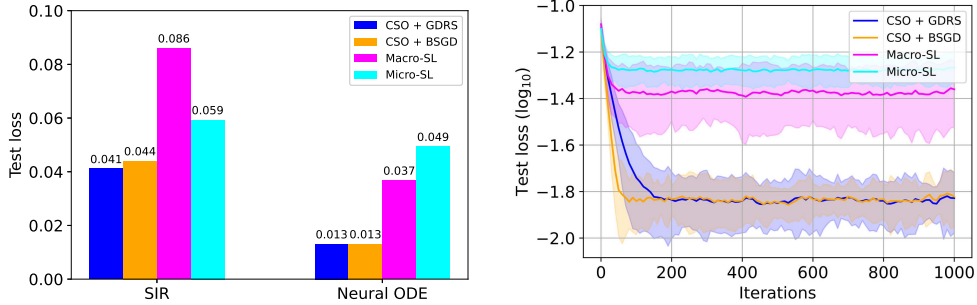 0.10
0.08
0.06
0.04
0.02
0.00
Test loss
0.041
0.044
0.086
0.059
0.013
0.013
0.037
0.049
SIR
Neural ODE
CSO + GDRS
CSO + BSGD
Macro-SL
Micro-SL
−1.0
−1.2
−1.4
−1.6
−1.8
−2.0
Test loss (log₁₀)
0
200
400
600
800
1000
Iterations
CSO + GDRS
CSO + BSGD
Macro-SL
Micro-SL